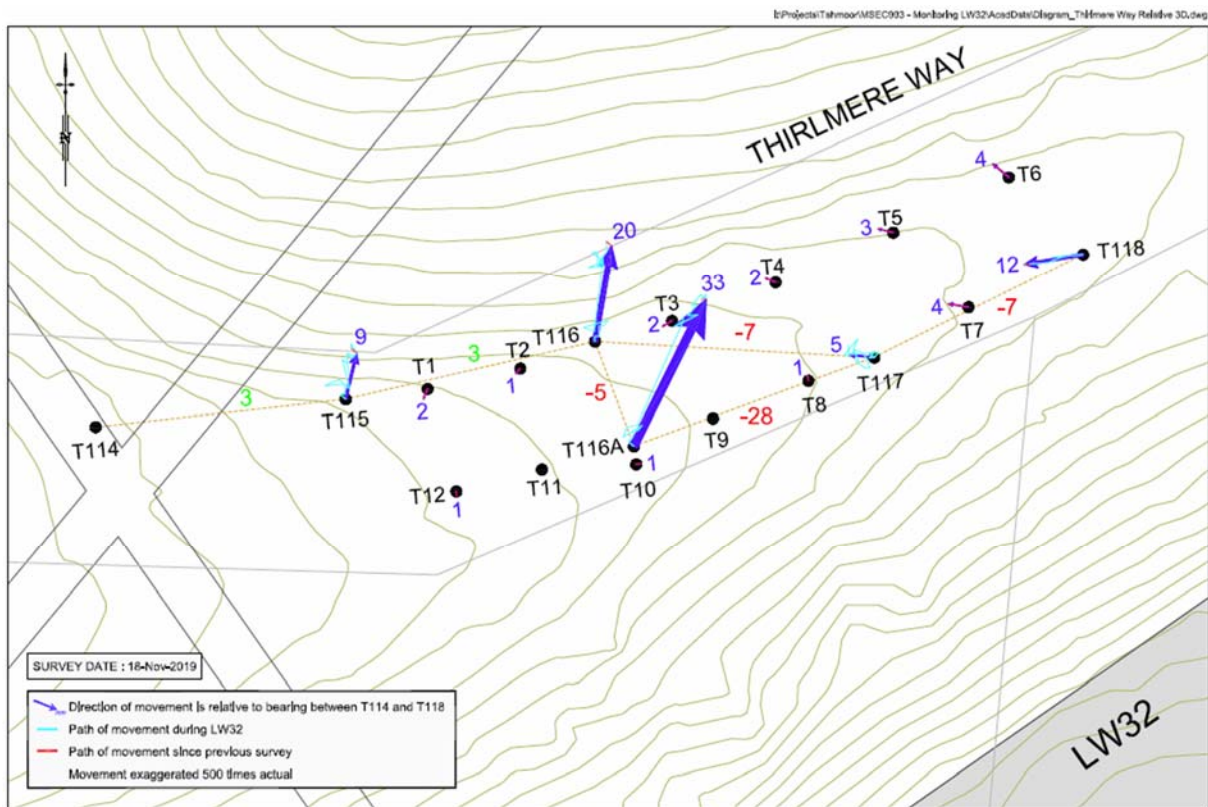 I:\Projects\Tahmoor\MSEC993 - Monitoring LW32\AcadData\Diagram_Thirlmere Way Relative 3D.dwg
N
THIRLMERE WAY
4
T6
20
3
T5
T118
12
T4
2
33
T3
2
4
T7
-7
T116
-7
9
3
T2
5
T117
T1
1
1
T8
3
2
-5
-28
T9
T115
T114
T116A
1
T10
T11
T12
1
SURVEY DATE : 18-Nov-2019
Direction of movement is relative to bearing between T114 and T118
Path of movement during LW32
Path of movement since previous survey
Movement exaggerated 500 times actual
LW32